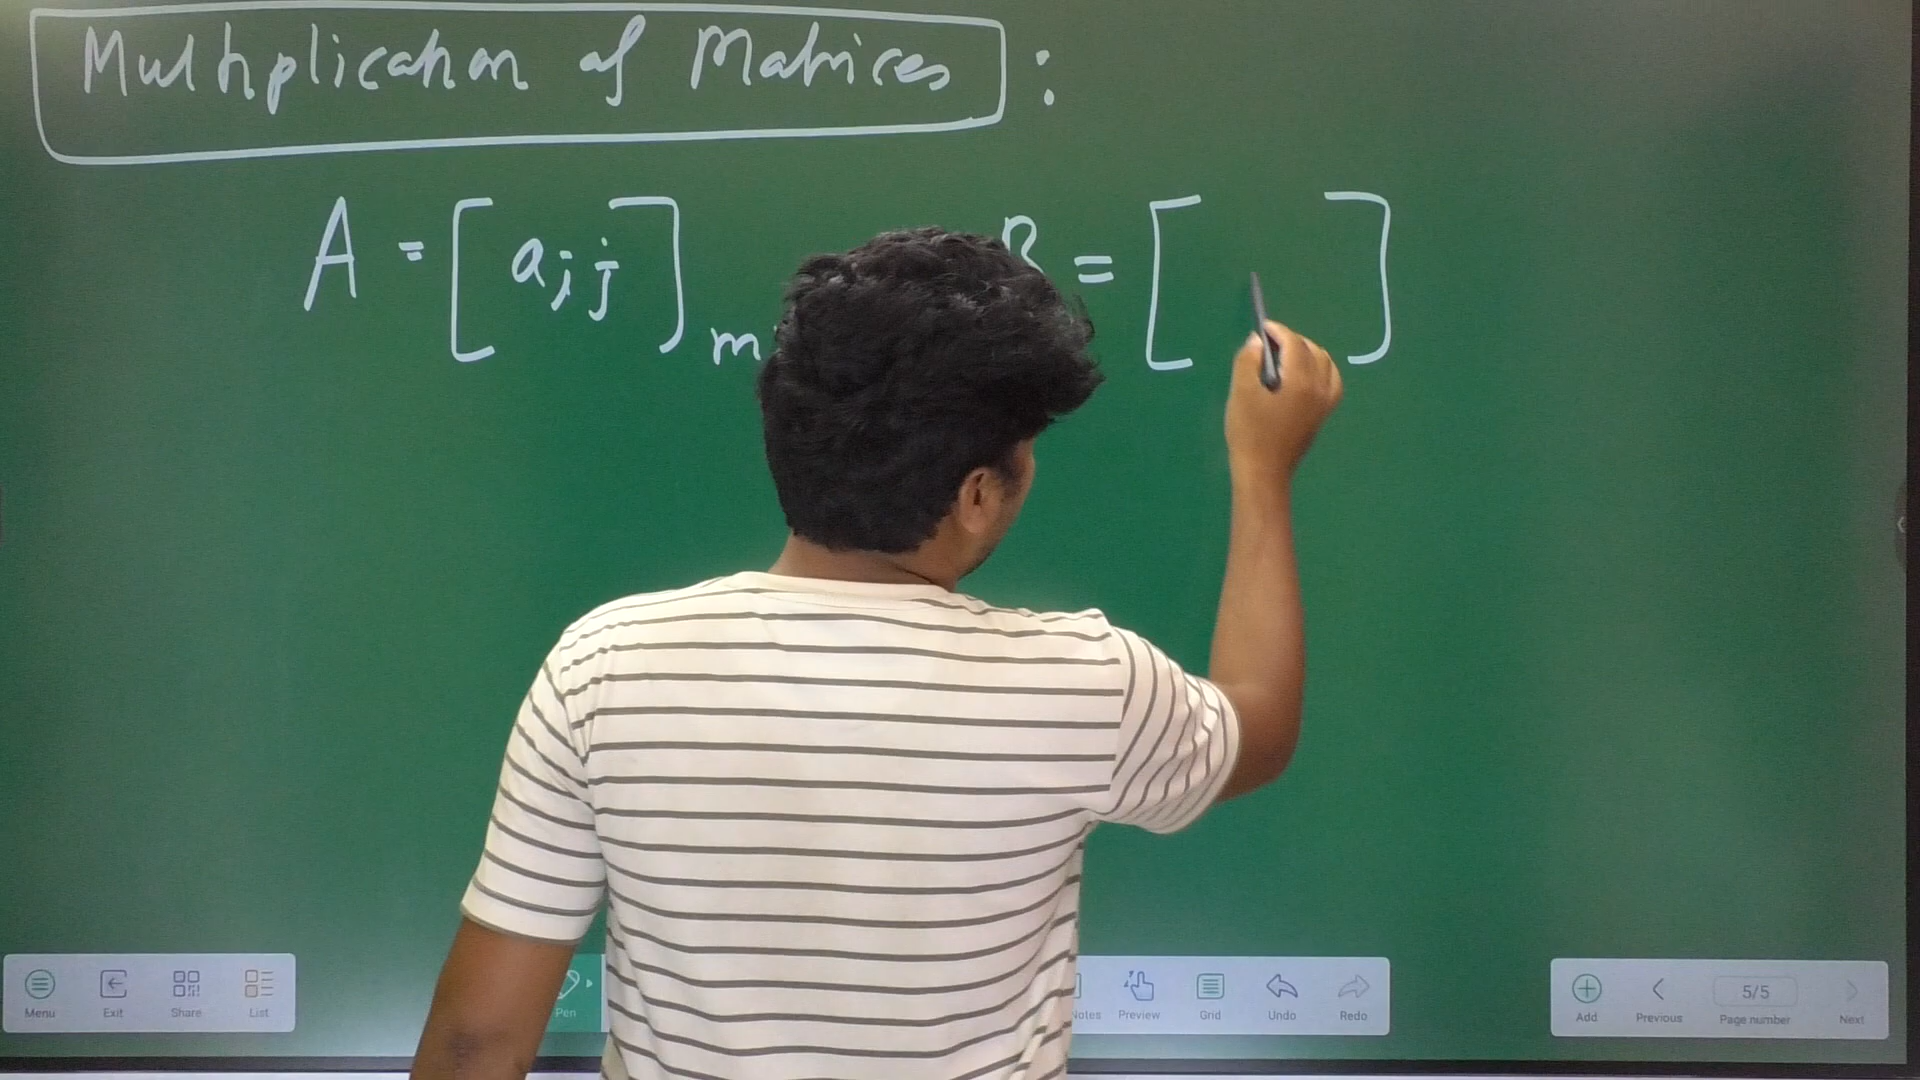 Multiplication of Matrices :
A = [ aij ] m B = [ ]
Menu Exit Share List Pen Notes Preview Grid Undo Redo Add Previous 5/5 Page number Next